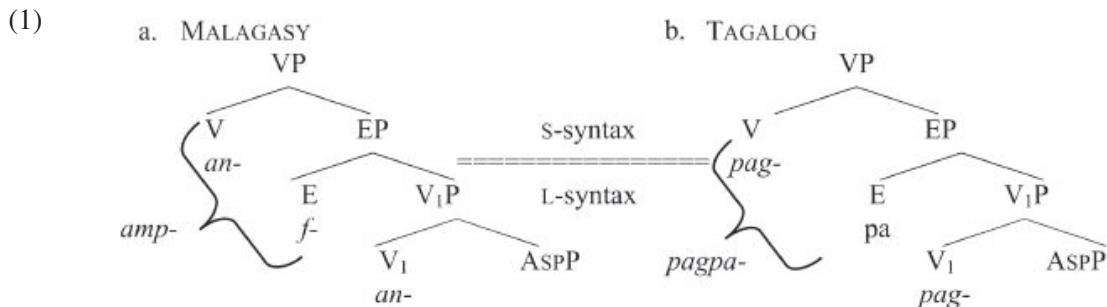 (1)
a. MALAGASY b. TAGALOG
VP VP
V EP S-syntax V EP
an- ==================== pag-
E V₁P L-syntax E V₁P
amp- f- pa
V₁ ASPP pagpa- V₁ ASPP
an- pag-